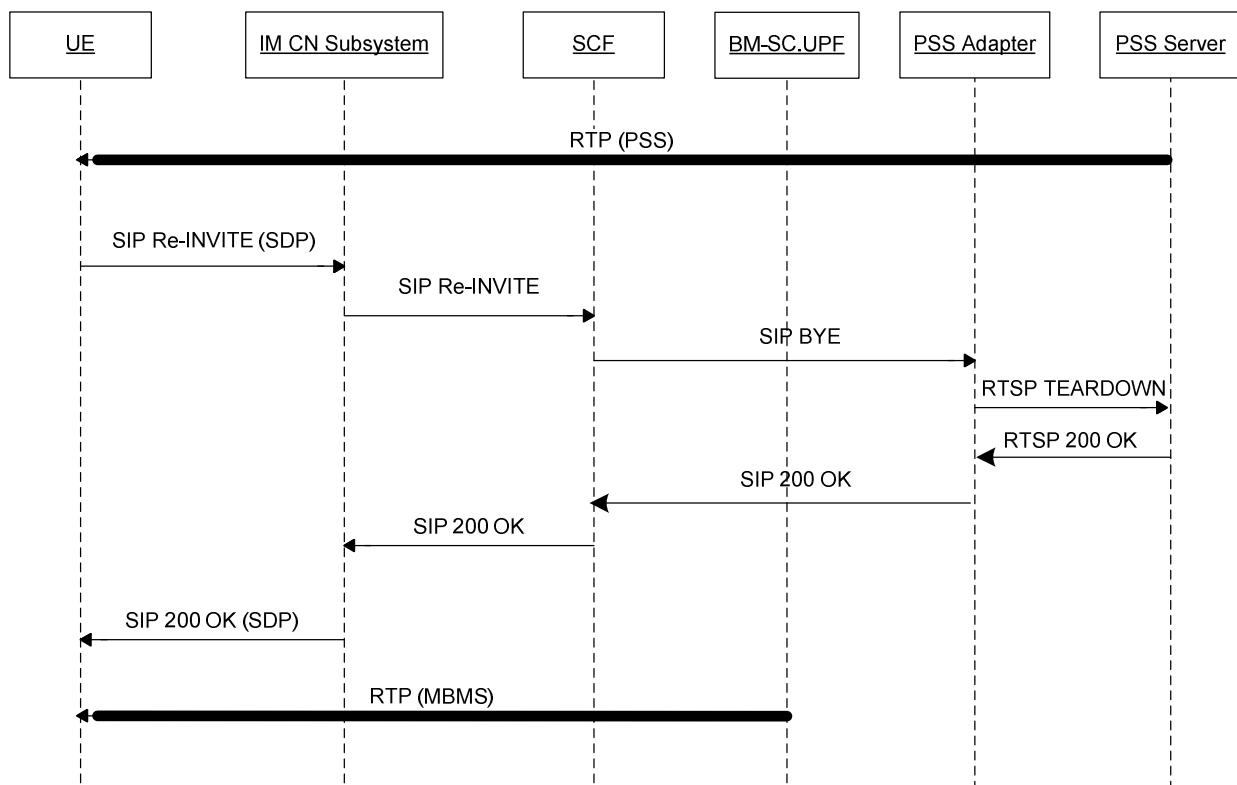 UE
IM CN Subsystem
SCF
BM-SC.UPF
PSS Adapter
PSS Server
RTP (PSS)
SIP Re-INVITE (SDP)
SIP Re-INVITE
SIP BYE
RTSP TEARDOWN
RTSP 200 OK
SIP 200 OK
SIP 200 OK
SIP 200 OK (SDP)
RTP (MBMS)